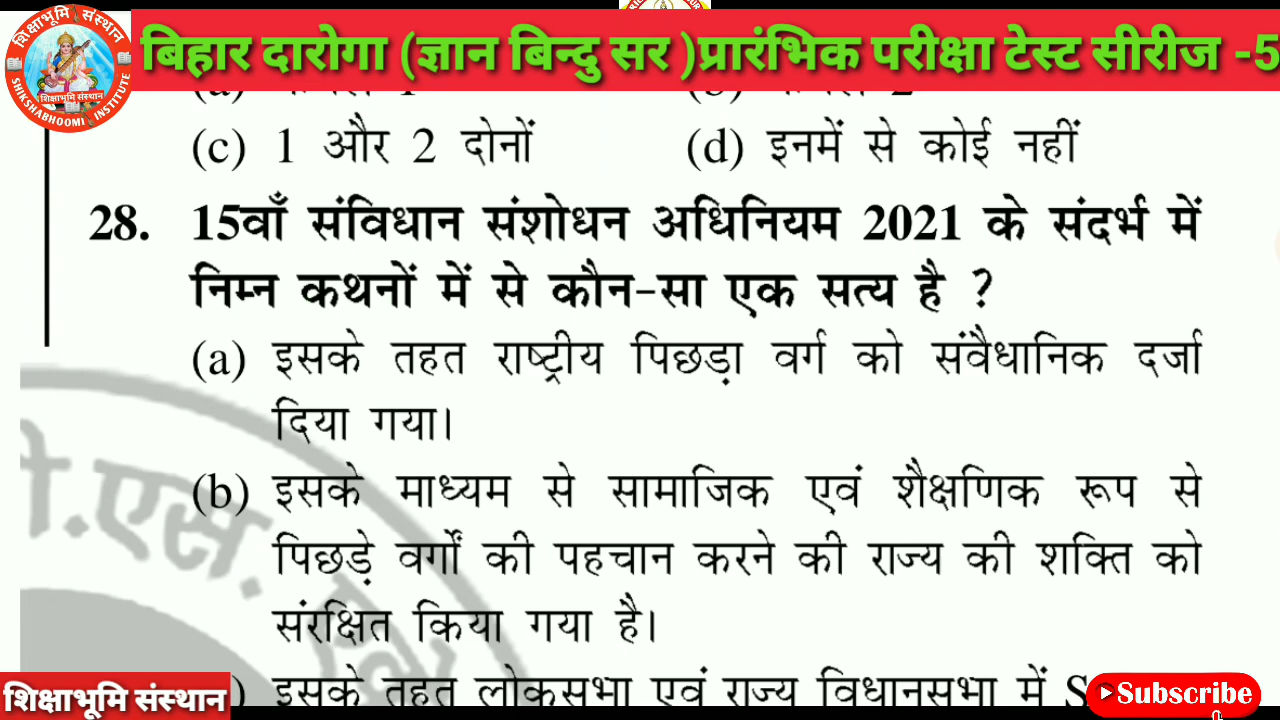 शिक्षाभूमि संस्थान
SHIKSHABHOOMI INSTITUTE
शिक्षाभूमि संस्थान
बिहार दारोगा (ज्ञान बिन्दु सर )प्रारंभिक परीक्षा टेस्ट सीरीज -5
(c) 1 और 2 दोनों (d) इनमें से कोई नहीं
28. 15वाँ संविधान संशोधन अधिनियम 2021 के संदर्भ में
निम्न कथनों में से कौन-सा एक सत्य है ?
(a) इसके तहत राष्ट्रीय पिछड़ा वर्ग को संवैधानिक दर्जा
दिया गया।
(b) इसके माध्यम से सामाजिक एवं शैक्षणिक रूप से
पिछड़े वर्गों की पहचान करने की राज्य की शक्ति को
संरक्षित किया गया है।
इसके तहत लोकसभा एवं राज्य विधानसभा में
शिक्षाभूमि संस्थान
Subscribe